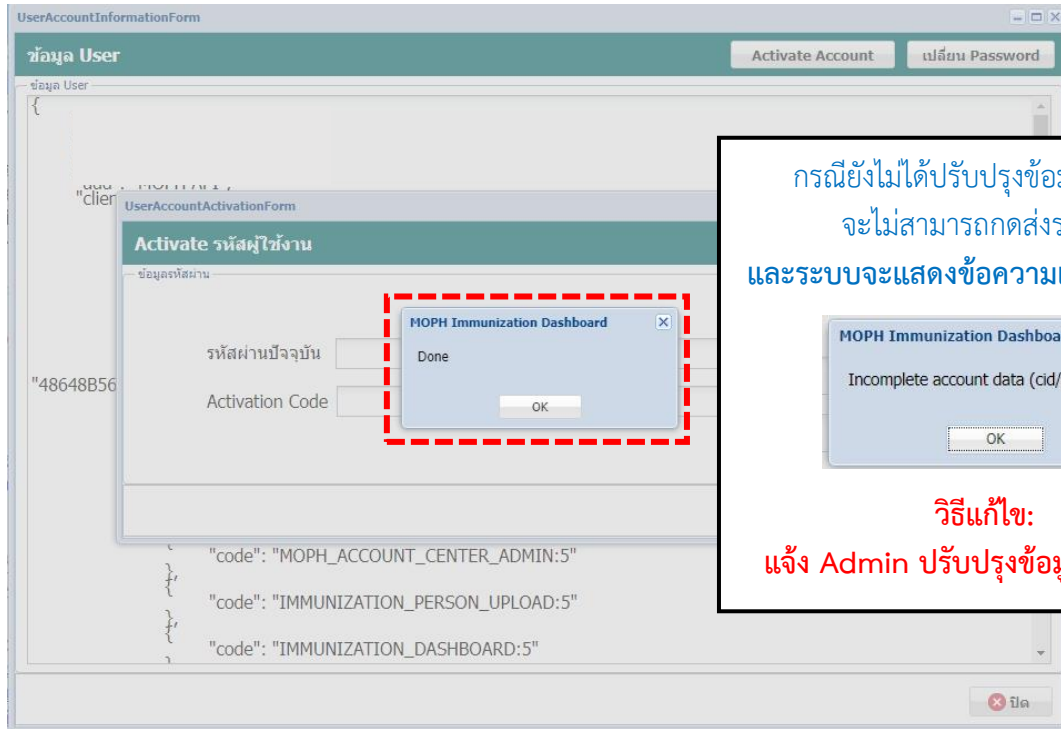 UserAccountInformationForm
ข้อมูล User
Activate Account
เปลี่ยน Password
ข้อมูล User
{
"clien
UserAccountActivationForm
Activate รหัสผู้ใช้งาน
ข้อมูลรหัสผ่าน
MOPH Immunization Dashboard
Done
OK
รหัสผ่านปัจจุบัน
"48648B56
Activation Code
{
"code": "MOPH_ACCOUNT_CENTER_ADMIN:5"
},
{
"code": "IMMUNIZATION_PERSON_UPLOAD:5"
},
{
"code": "IMMUNIZATION_DASHBOARD:5"
ปิด
กรณียังไม่ได้ปรับปรุงข้อม
จะไม่สามารถกดส่งร
และระบบจะแสดงข้อความแ
MOPH Immunization Dashboa
Incomplete account data (cid/
OK
วิธีแก้ไข:
แจ้ง Admin ปรับปรุงข้อมู